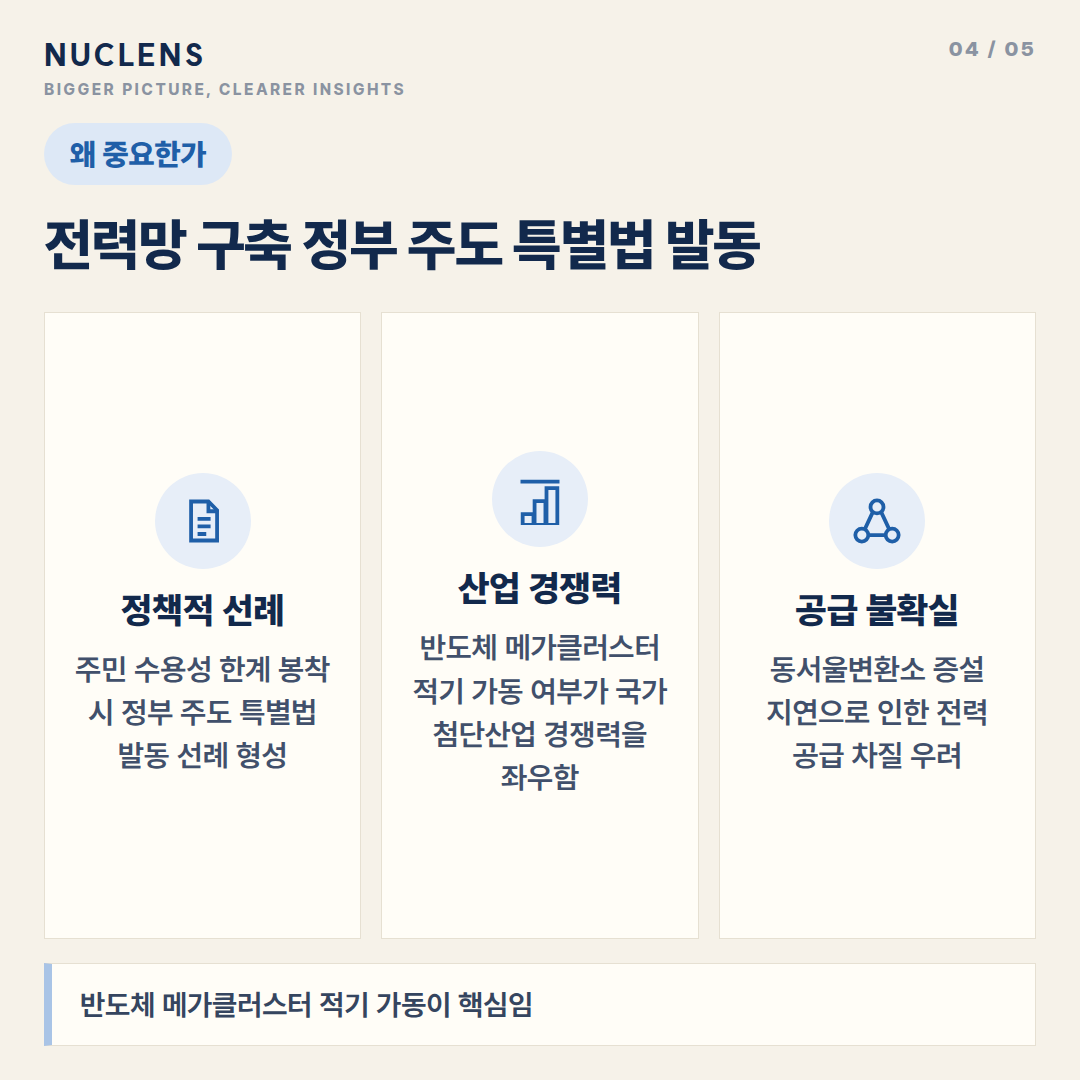 NUCLENS
04 / 05
BIGGER PICTURE, CLEARER INSIGHTS
왜 중요한가
전력망 구축 정부 주도 특별법 발동
정책적 선례
주민 수용성 한계 봉착
시 정부 주도 특별법
발동 선례 형성
산업 경쟁력
반도체 메가클러스터
적기 가동 여부가 국가
첨단산업 경쟁력을
좌우함
공급 불확실
동서울변환소 증설
지연으로 인한 전력
공급 차질 우려
반도체 메가클러스터 적기 가동이 핵심임